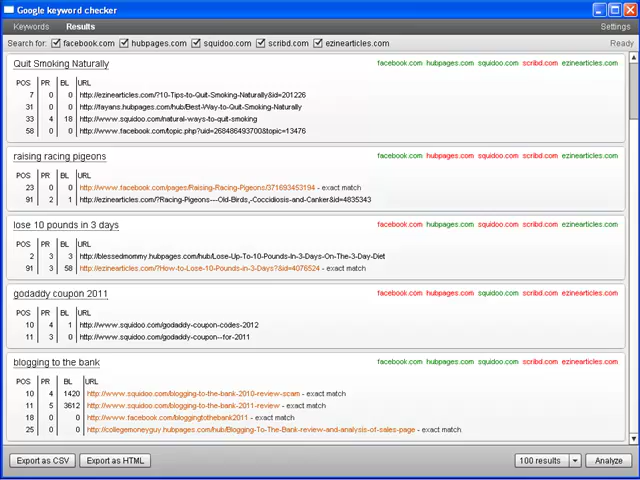 Google keyword checker
Keywords Results Settings
Search for: facebook.com hubpages.com squidoo.com scribd.com ezinearticles.com Ready
Quit Smoking Naturally facebook.com hubpages.com squidoo.com scribd.com ezinearticles.com
POS PR BL URL
7 0 0 http://ezinearticles.com/?10-Tips-to-Quit-Smoking-Naturally&id=201226
31 0 0 http://fayans.hubpages.com/hub/Best-Way-to-Quit-Smoking-Naturally
33 4 18 http://www.squidoo.com/natural-ways-to-quit-smoking
58 0 0 http://www.facebook.com/topic.php?uid=268486493700&topic=13476
raising racing pigeons facebook.com hubpages.com squidoo.com scribd.com ezinearticles.com
POS PR BL URL
23 0 0 http://www.facebook.com/pages/Raising-Racing-Pigeons/371693453194 - exact match
91 2 1 http://ezinearticles.com/?Racing-Pigeons---Old-Birds,-Coccidiosis-and-Canker&id=4835343
lose 10 pounds in 3 days facebook.com hubpages.com squidoo.com scribd.com ezinearticles.com
POS PR BL URL
2 3 3 http://blessedmommy.hubpages.com/hub/Lose-Up-To-10-Pounds-In-3-Days-On-The-3-Day-Diet
91 3 58 http://ezinearticles.com/?How-to-Lose-10-Pounds-in-3-Days?&id=4076524 - exact match
godaddy coupon 2011 facebook.com hubpages.com squidoo.com scribd.com ezinearticles.com
POS PR BL URL
10 4 1 http://www.squidoo.com/godaddy-coupon-codes-2012
11 3 0 http://www.squidoo.com/godaddy-coupon--for-2011
blogging to the bank facebook.com hubpages.com squidoo.com scribd.com ezinearticles.com
POS PR BL URL
10 4 1420 http://www.squidoo.com/blogging-to-the-bank-2010-review-scam - exact match
11 5 3612 http://www.squidoo.com/blogging-to-the-bank-2011-review - exact match
18 0 0 http://www.facebook.com/bloggingtothebank2011 - exact match
25 0 0 http://collegemoneyguy.hubpages.com/hub/Blogging-To-The-Bank-review-and-analysis-of-sales-page - exact match
Export as CSV Export as HTML 100 results Analyze